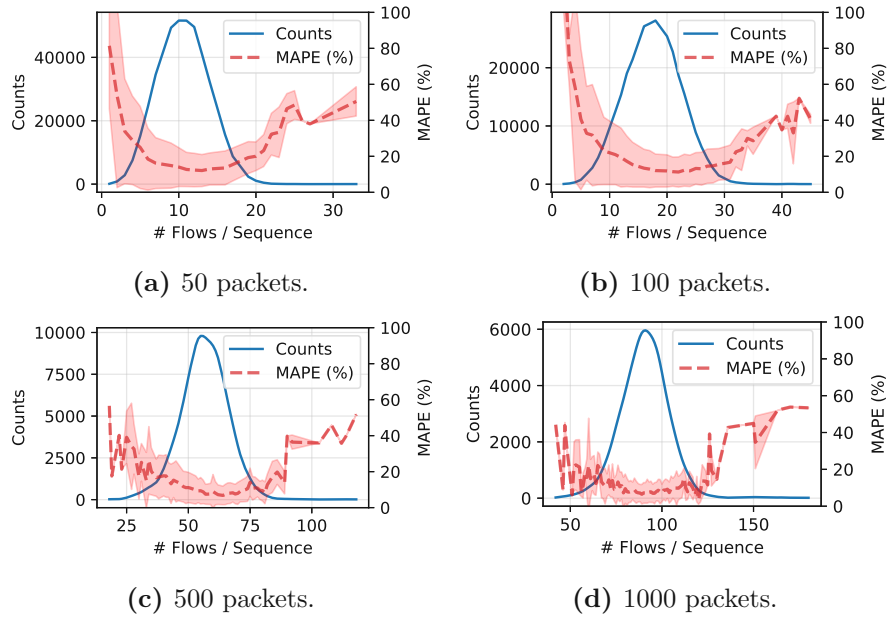 Counts
60000
40000
20000
0
Counts
MAPE (%)
100
80
60
40
20
0
MAPE (%)
0
10
20
30
# Flows / Sequence
(a) 50 packets.
Counts
20000
10000
0
Counts
MAPE (%)
100
80
60
40
20
0
MAPE (%)
0
10
20
30
40
# Flows / Sequence
(b) 100 packets.
Counts
10000
7500
5000
2500
0
Counts
MAPE (%)
100
80
60
40
20
0
MAPE (%)
25
50
75
100
# Flows / Sequence
(c) 500 packets.
Counts
6000
4000
2000
0
Counts
MAPE (%)
100
80
60
40
20
0
MAPE (%)
50
100
150
# Flows / Sequence
(d) 1000 packets.